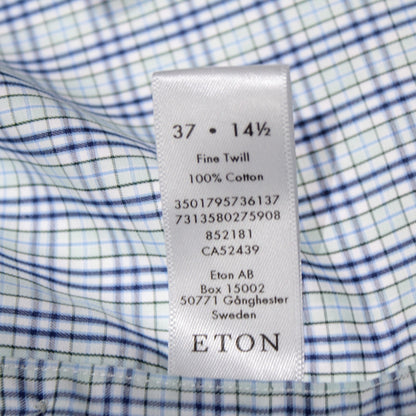 37 • 14½
Fine Twill
100% Cotton
3501795736137
7313580275908
852181
CA52439
Eton AB
Box 15002
50771 Gånghester
Sweden
ETON